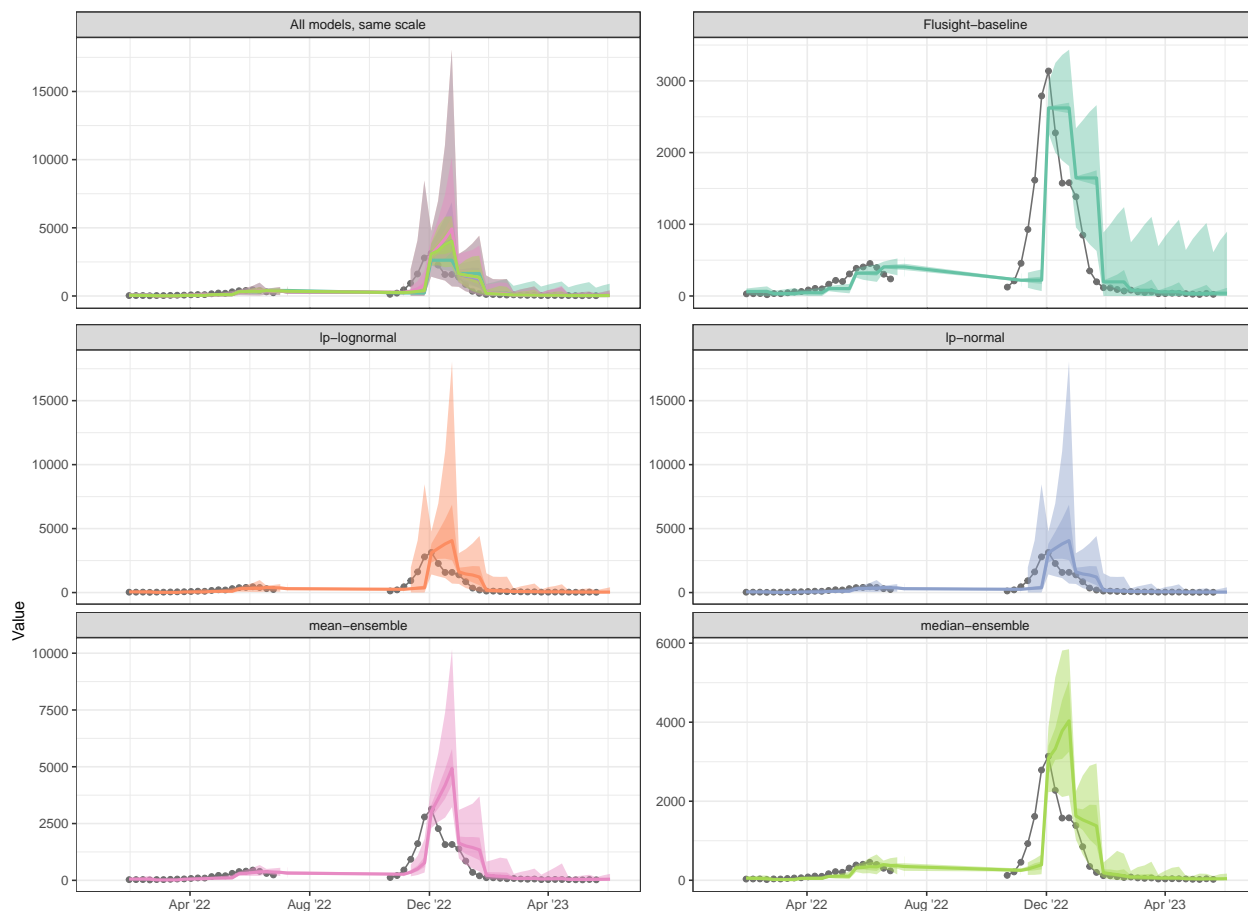 All models, same scale
Flusight−baseline
15000
10000
5000
0
3000
2000
1000
0
lp−lognormal
lp−normal
15000
10000
5000
0
15000
10000
5000
0
Value
mean−ensemble
median−ensemble
10000
7500
5000
2500
0
6000
4000
2000
0
Apr '22
Aug '22
Dec '22
Apr '23
Apr '22
Aug '22
Dec '22
Apr '23